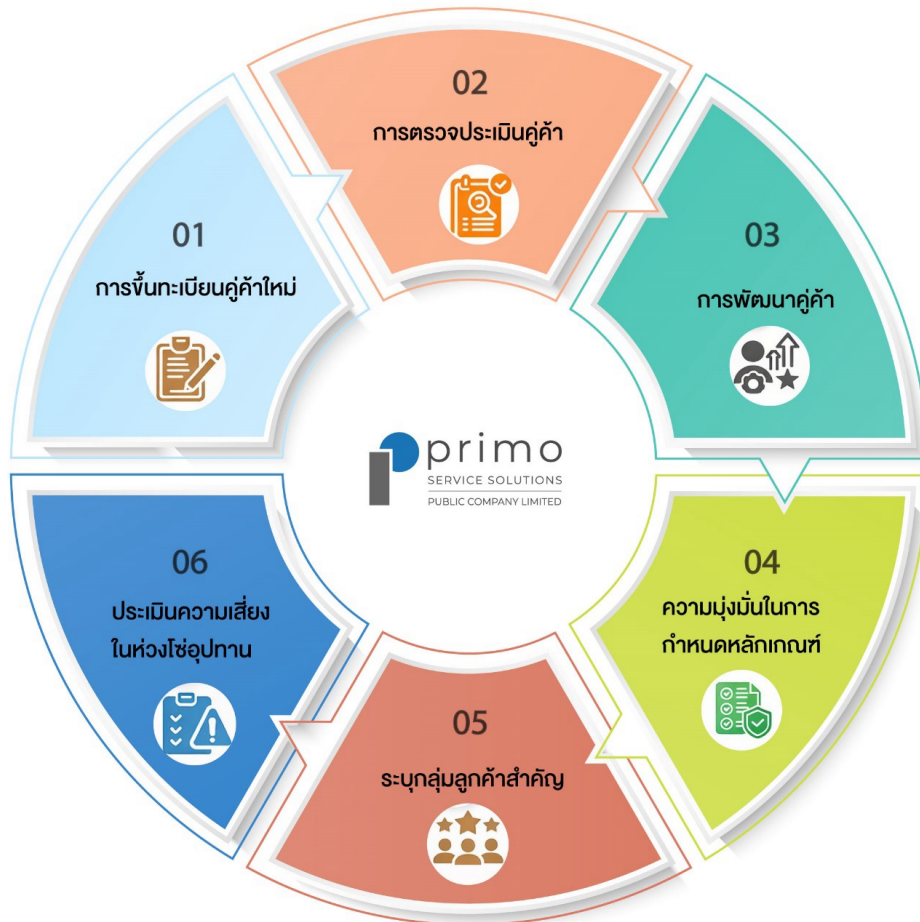 01
การขึ้นทะเบียนคู่ค้าใหม่
02
การตรวจประเมินคู่ค้า
03
การพัฒนาคู่ค้า
04
ความมุ่งมั่นในการ
กำหนดหลักเกณฑ์
05
ระบุกลุ่มลูกค้าสำคัญ
06
ประเมินความเสี่ยง
ในห่วงโซ่อุปทาน
primo
SERVICE SOLUTIONS
PUBLIC COMPANY LIMITED